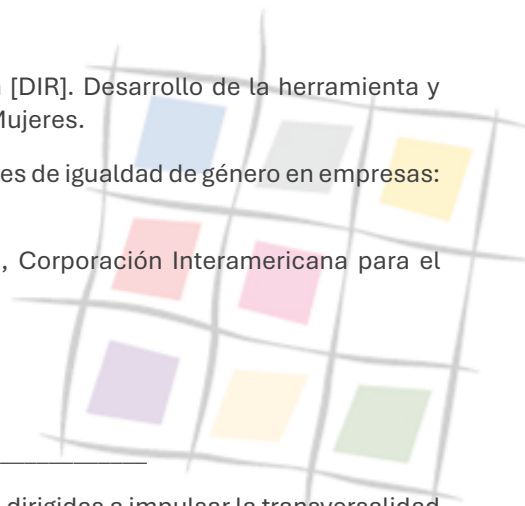 [DIR]. Desarrollo de la herramienta y
Mujeres.
es de igualdad de género en empresas:
, Corporación Interamericana para el
dirigidas a impulsar la transversalidad